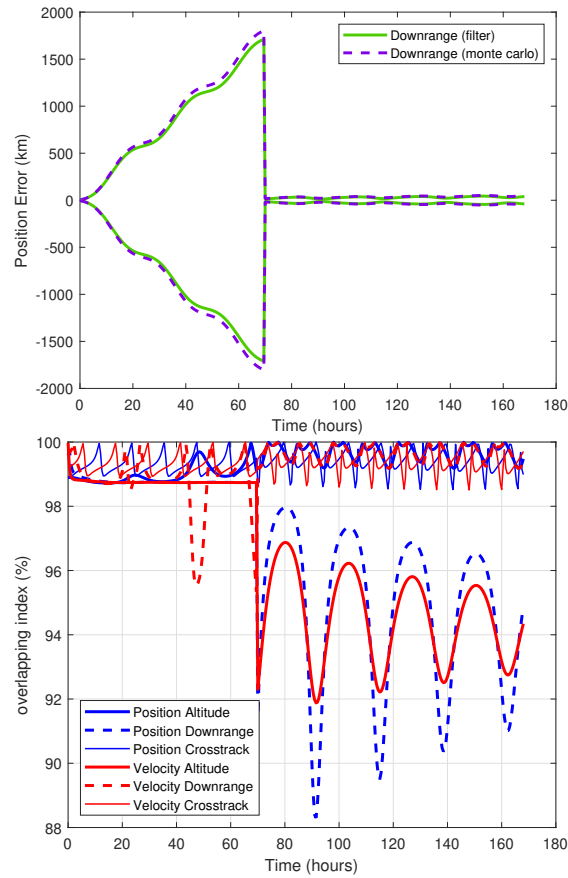 2000
1500
1000
500
0
-500
-1000
-1500
-2000
Position Error (km)
Downrange (filter)
Downrange (monte carlo)
0 20 40 60 80 100 120 140 160 180
Time (hours)
100
98
96
94
92
90
88
overlapping index (%)
Position Altitude
Position Downrange
Position Crosstrack
Velocity Altitude
Velocity Downrange
Velocity Crosstrack
0 20 40 60 80 100 120 140 160 180
Time (hours)